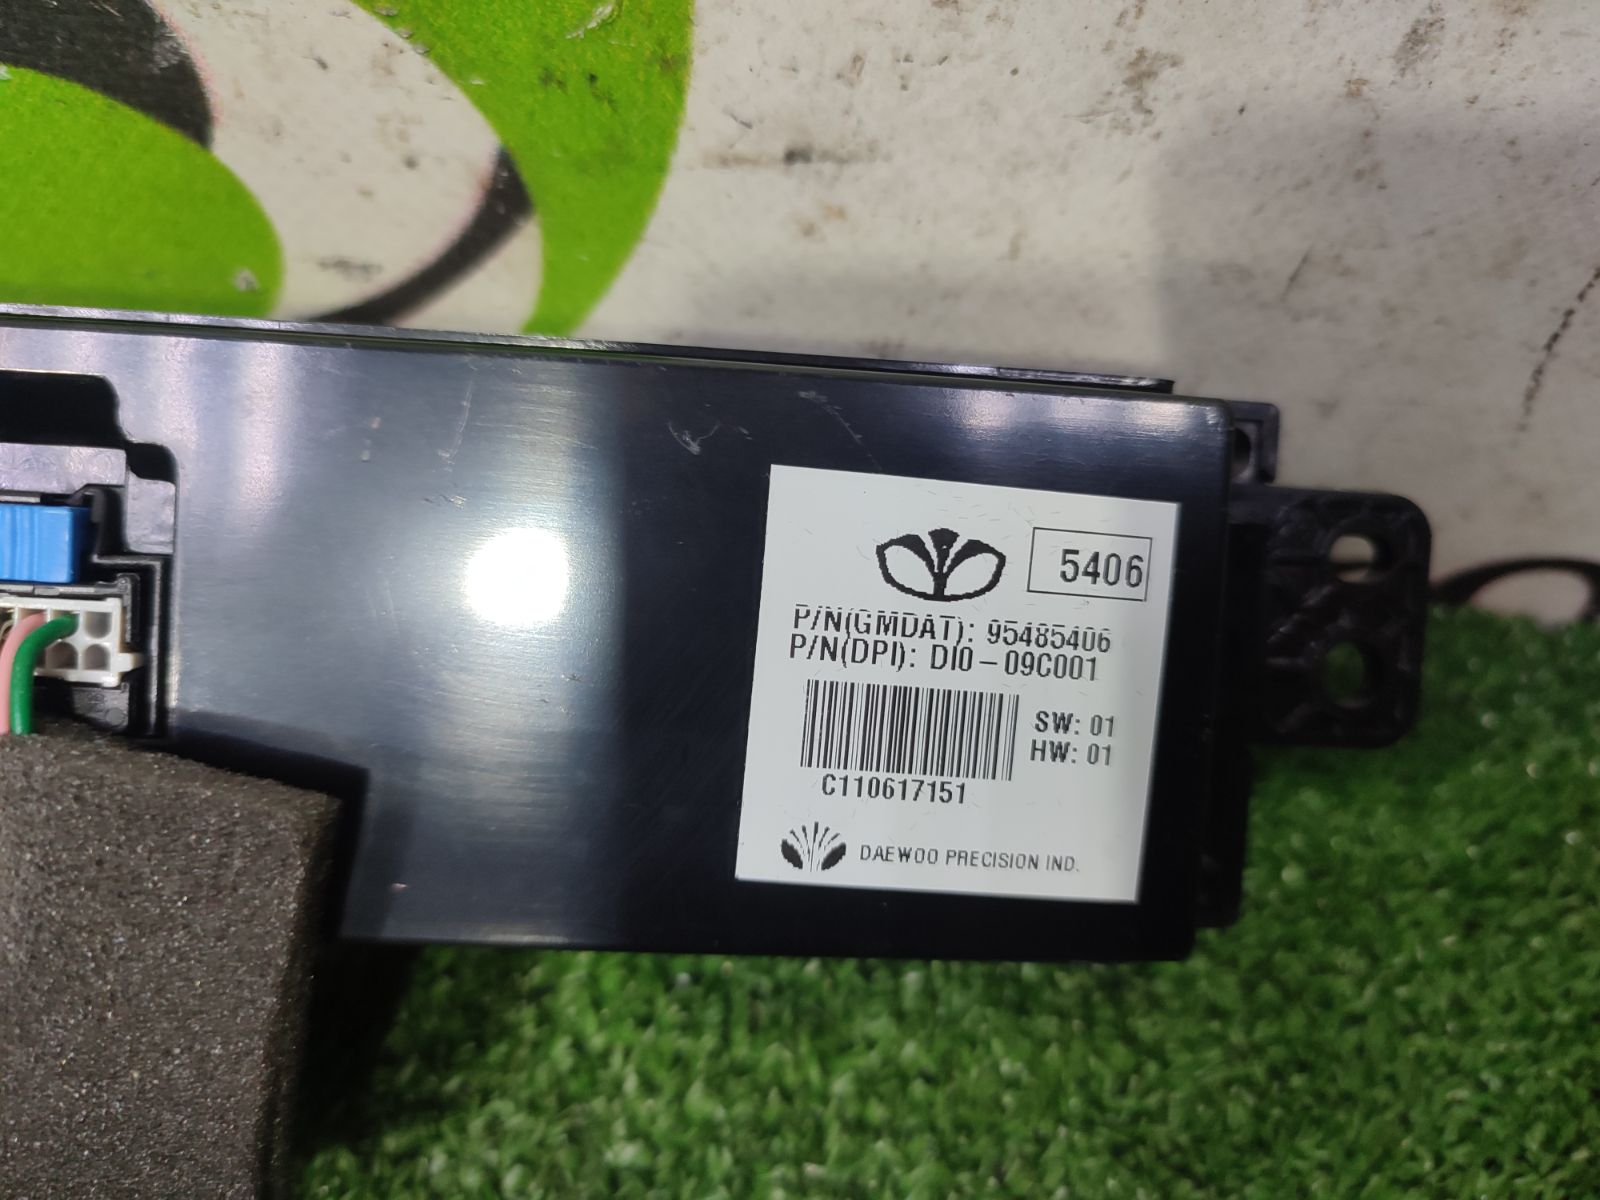 5406
P/N(GMDAT): 95485406
P/N(DPI): DI0-09C001
SW: 01
HW: 01
C110617151
DAEWOO PRECISION IND.